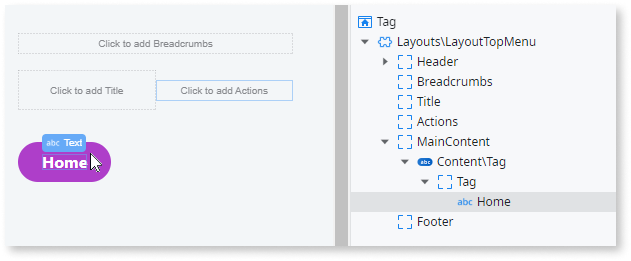 Click to add Breadcrumbs
Click to add Title
Click to add Actions
abc Text
Home
Tag
Layouts\LayoutTopMenu
Header
Breadcrumbs
Title
Actions
MainContent
abc Content\Tag
Tag
abc Home
Footer